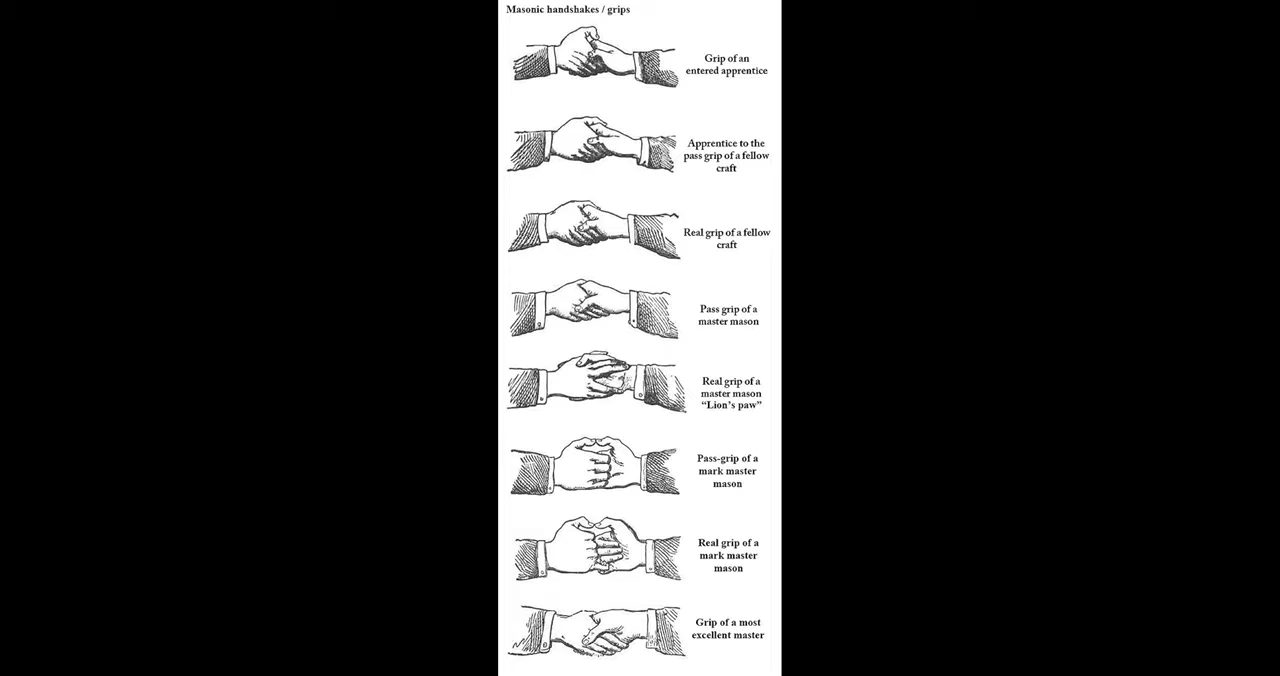 Masonic handshakes / grips
Grip of an
entered apprentice
Apprentice to the
pass grip of a fellow
craft
Real grip of a fellow
craft
Pass grip of a
master mason
Real grip of a
master mason
“Lion’s paw”
Pass-grip of a
mark master
mason
Real grip of a
mark master
mason
Grip of a most
excellent master